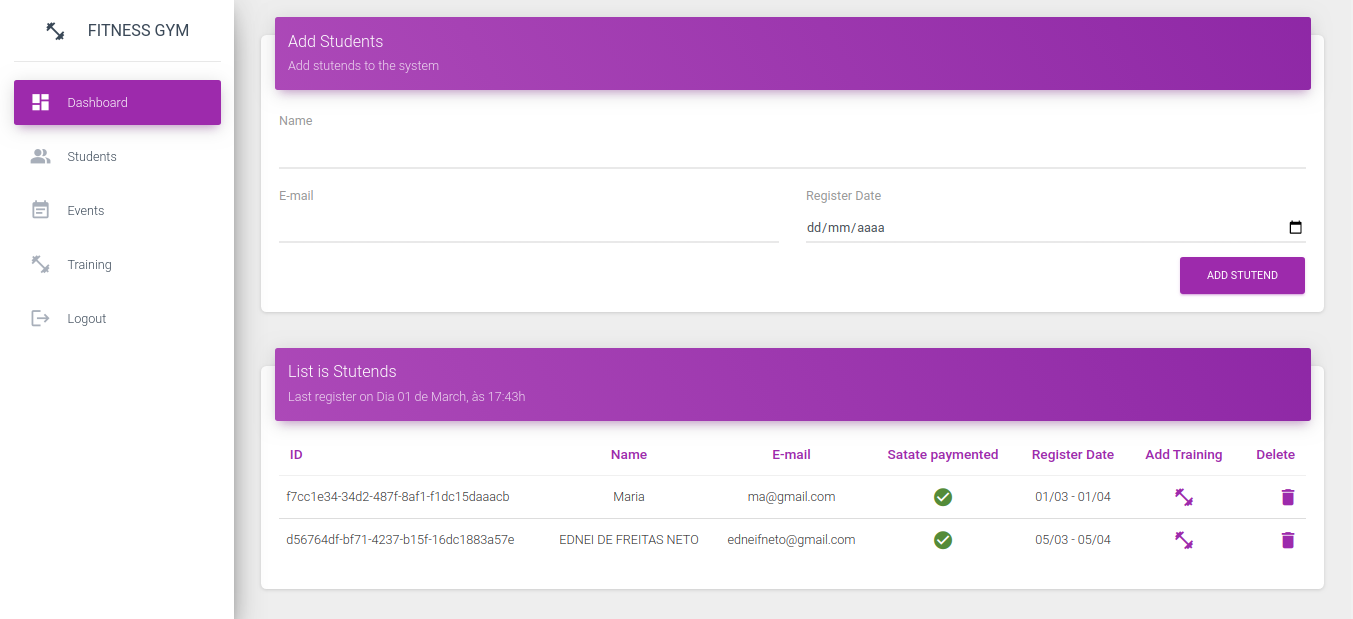 FITNESS GYM
Dashboard
Students
Events
Training
Logout
Add Students
Add stutends to the system
Name
E-mail
Register Date
dd/mm/aaaa
ADD STUTEND
List is Stutends
Last register on Dia 01 de March, às 17:43h
ID Name E-mail Satate paymented Register Date Add Training Delete
f7cc1e34-34d2-487f-8af1-f1dc15daaacb Maria ma@gmail.com 01/03 - 01/04
d56764df-bf71-4237-b15f-16dc1883a57e EDNEI DE FREITAS NETO edneifneto@gmail.com 05/03 - 05/04